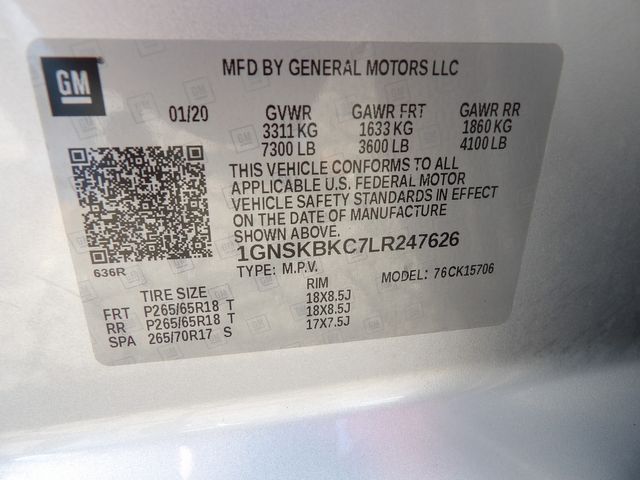 GM
MFD BY GENERAL MOTORS LLC
01/20 GVWR GAWR FRT GAWR RR
3311 KG 1633 KG 1860 KG
7300 LB 3600 LB 4100 LB
THIS VEHICLE CONFORMS TO ALL
APPLICABLE U.S. FEDERAL MOTOR
VEHICLE SAFETY STANDARDS IN EFFECT
ON THE DATE OF MANUFACTURE
SHOWN ABOVE.
636R
1GNSKBKC7LR247626
TYPE: M.P.V. MODEL: 76CK15706
TIRE SIZE RIM
FRT P265/65R18 T 18X8.5J
RR P265/65R18 T 18X8.5J
SPA 265/70R17 S 17X7.5J